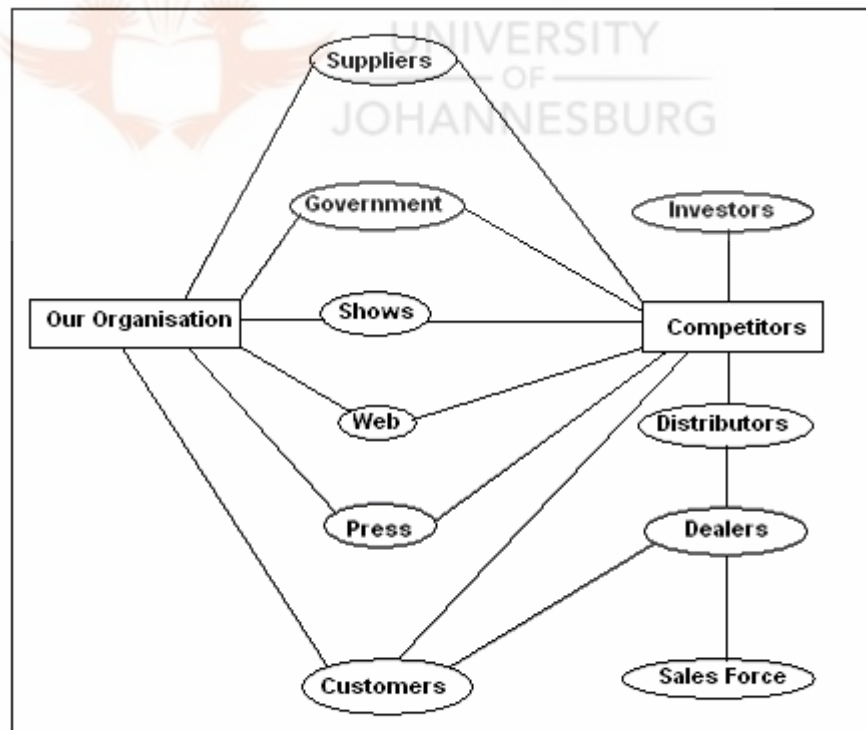 UNIVERSITY
OF
JOHANNESBURG
Suppliers
Government
Investors
Our Organisation
Shows
Competitors
Web
Distributors
Press
Dealers
Customers
Sales Force